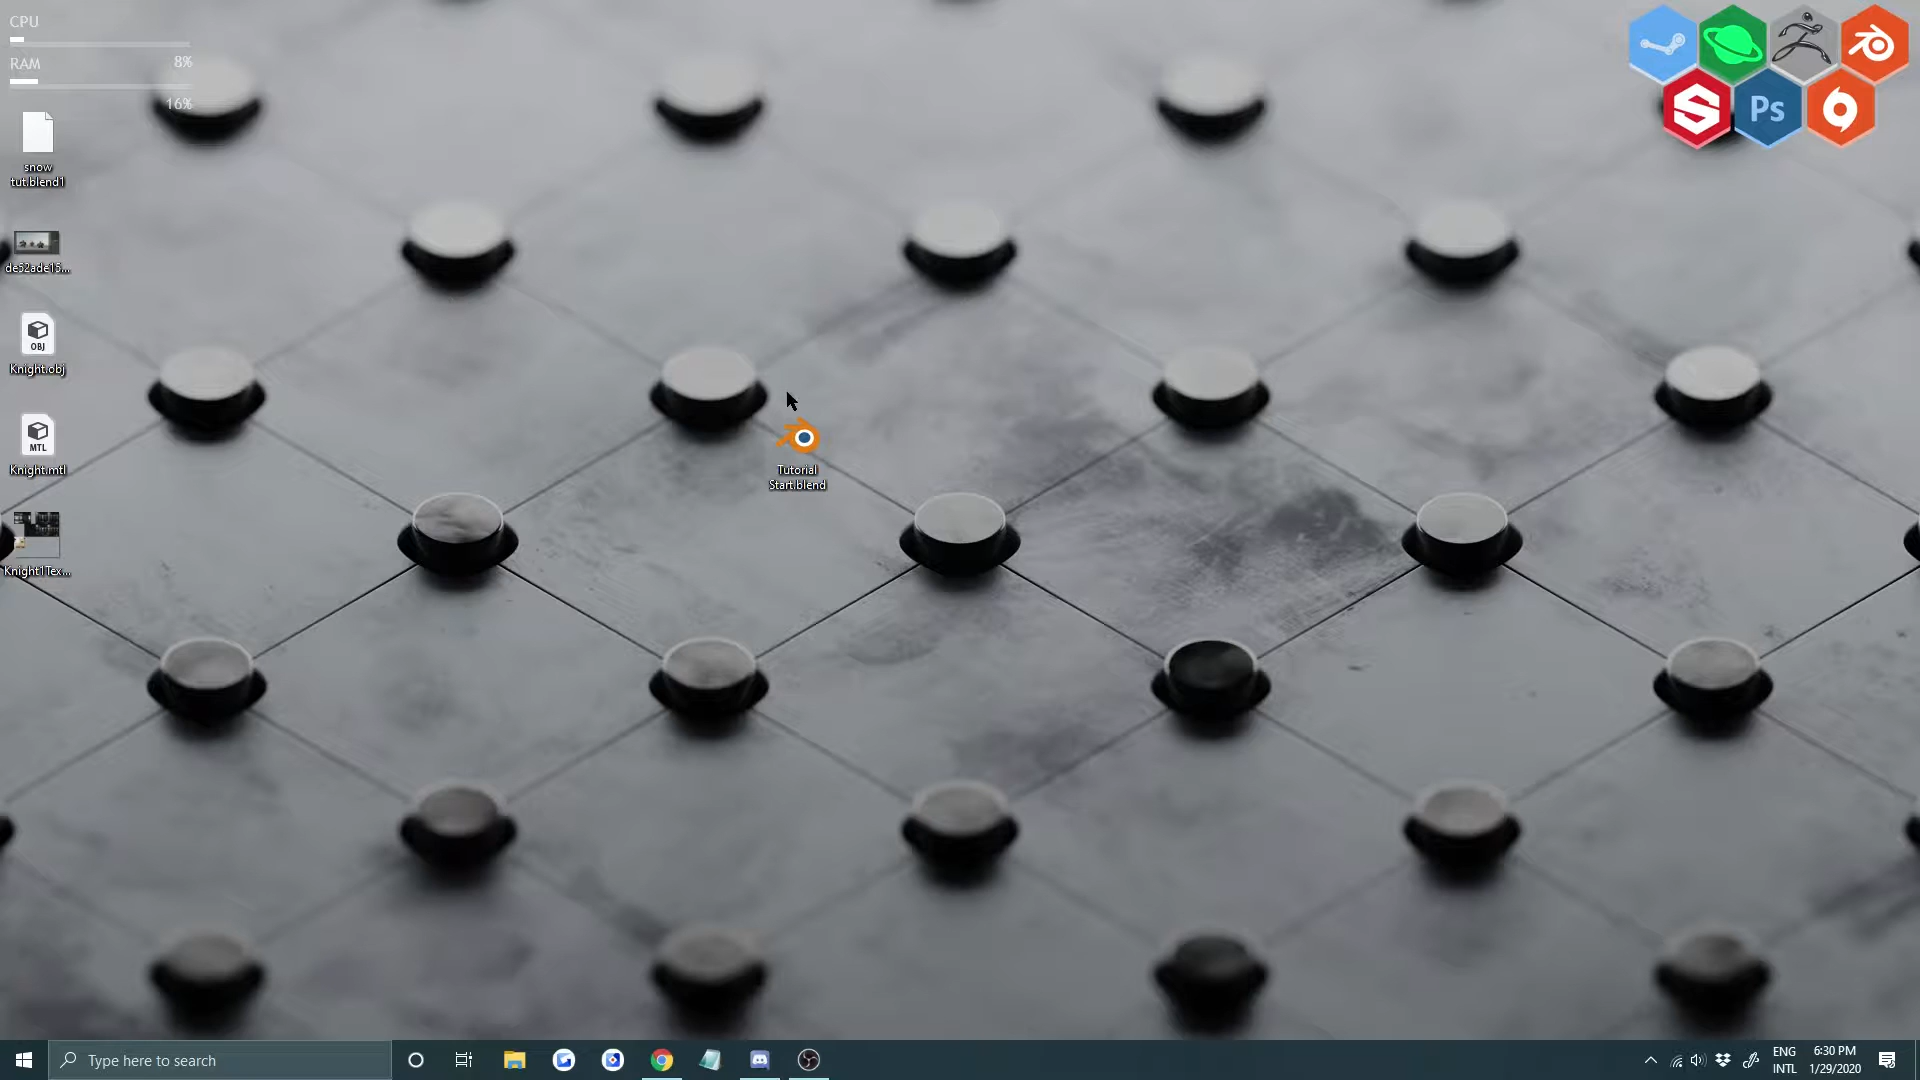 CPU
8%
RAM
16%
snow
tut.blend1
de52ade15...
Knight.obj
OBJ
Knight.mtl
MTL
Knight1Tex...
Tutorial
Start.blend
Ps
Type here to search
ENG
INTL
6:30 PM
1/29/2020